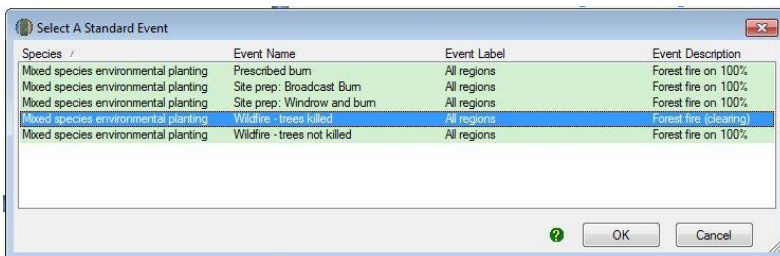 Select A Standard Event
Species / Event Name Event Label Event Description
Mixed species environmental planting Prescribed burn All regions Forest fire on 100%
Mixed species environmental planting Site prep: Broadcast Burn All regions Forest fire on 100%
Mixed species environmental planting Site prep: Windrow and burn All regions Forest fire on 100%
Mixed species environmental planting Wildfire - trees killed All regions Forest fire (clearing)
Mixed species environmental planting Wildfire - trees not killed All regions Forest fire on 100%
? OK Cancel